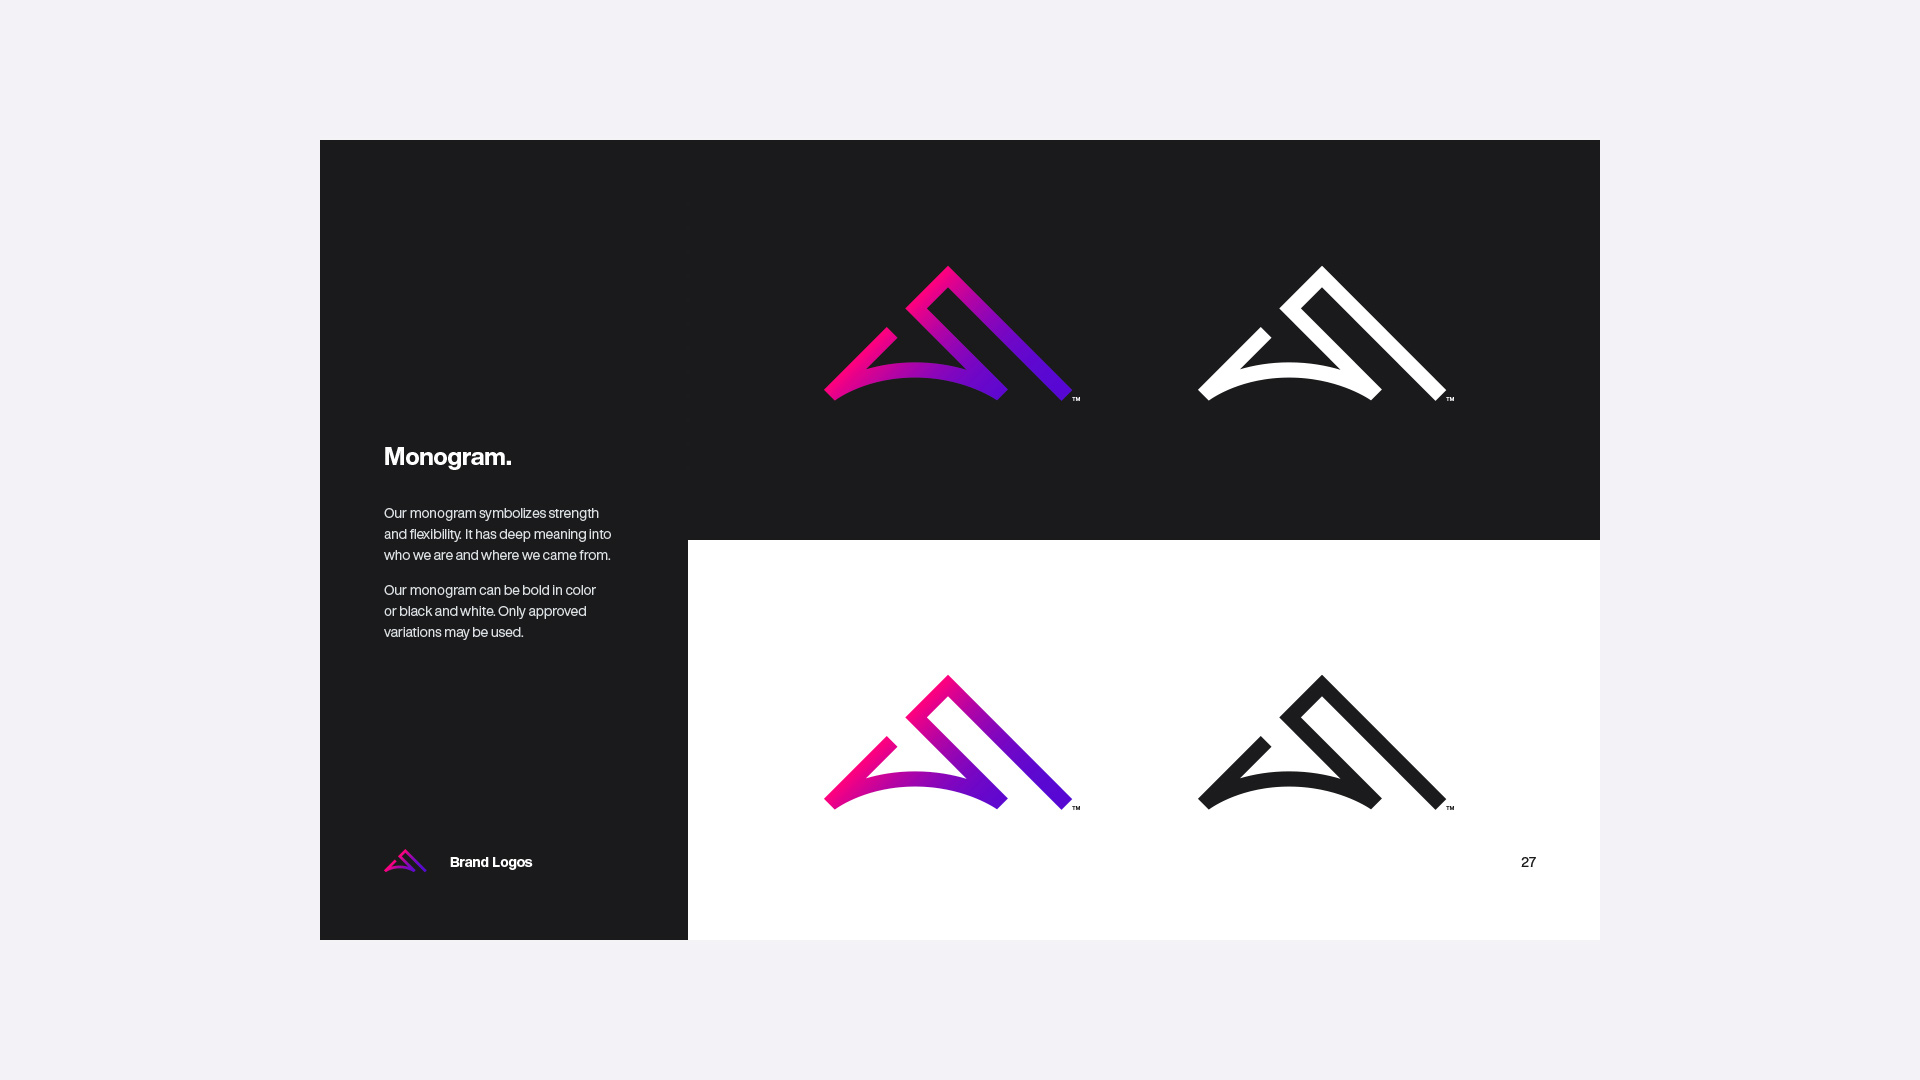 ™ ™
Monogram.
Our monogram symbolizes strength
and flexibility. It has deep meaning into
who we are and where we came from.
Our monogram can be bold in color
or black and white. Only approved
variations may be used.
™ ™
Brand Logos
27